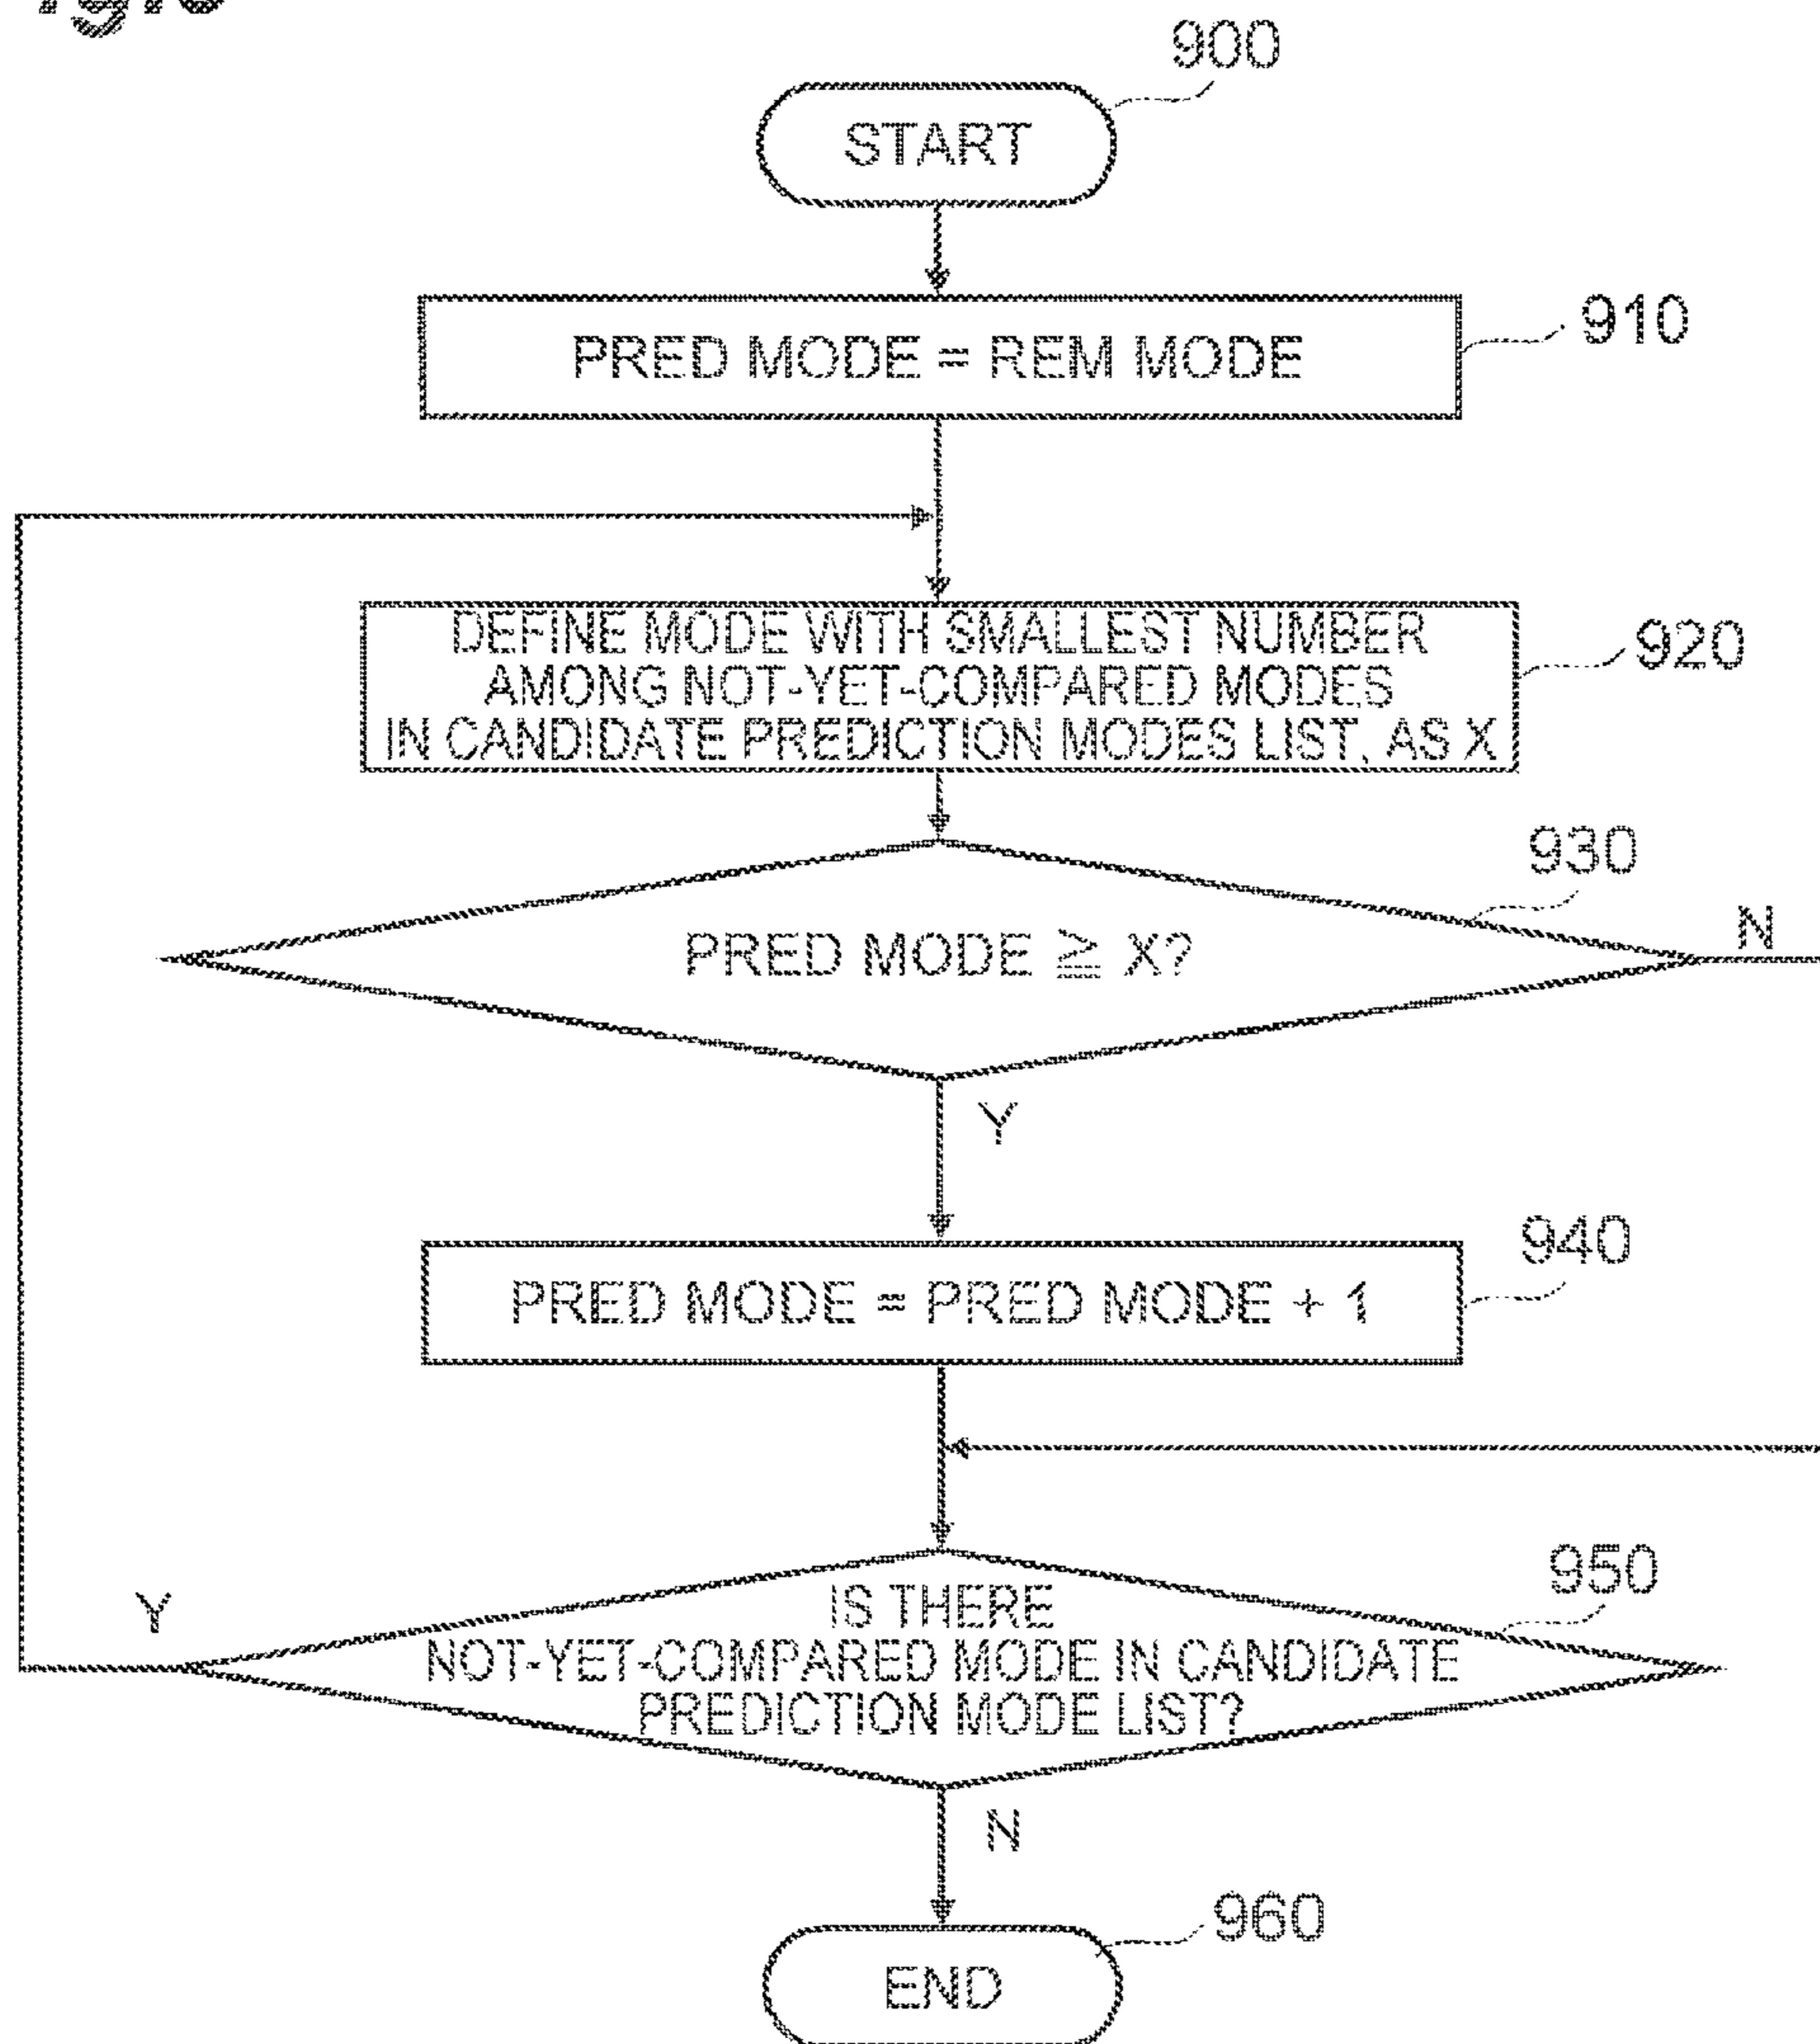 900
START
910
PRED MODE = REM MODE
920
DEFINE MODE WITH SMALLEST NUMBER
AMONG NOT-YET-COMPARED MODES
IN CANDIDATE PREDICTION MODES LIST, AS X
930
PRED MODE ≧ X?
N
Y
940
PRED MODE = PRED MODE + 1
950
Y
IS THERE
NOT-YET-COMPARED MODE IN CANDIDATE
PREDICTION MODE LIST?
N
960
END